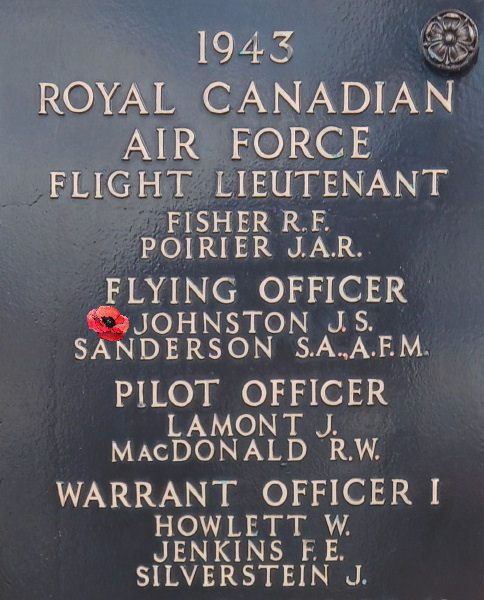 1943
ROYAL CANADIAN
AIR FORCE
FLIGHT LIEUTENANT
FISHER R.F.
POIRIER J.A.R.
FLYING OFFICER
JOHNSTON J.S.
SANDERSON S.A.,A.F.M.
PILOT OFFICER
LAMONT J.
MACDONALD R.W.
WARRANT OFFICER I
HOWLETT W.
JENKINS F.E.
SILVERSTEIN J.